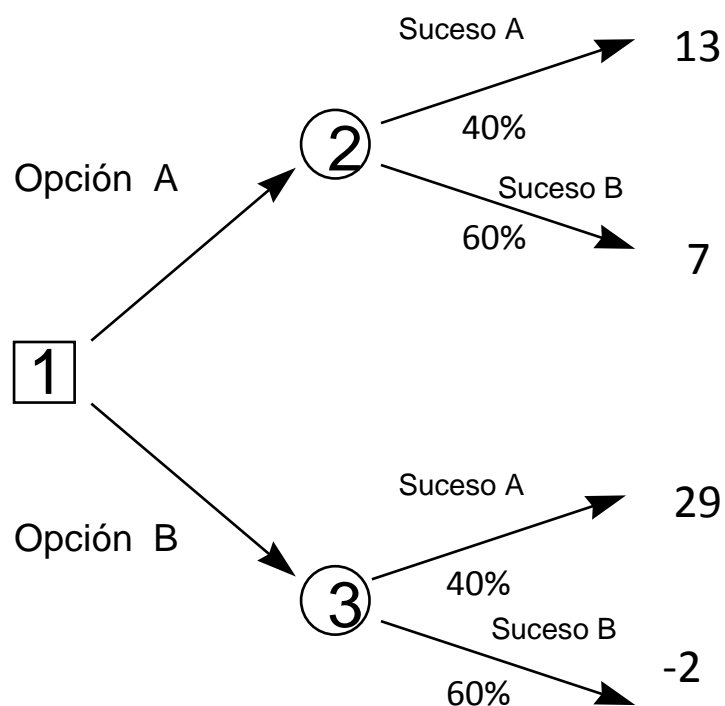 Suceso A
13
40%
2
Opción A
Suceso B
60%
7
1
Suceso A
29
Opción B
40%
3
Suceso B
-2
60%